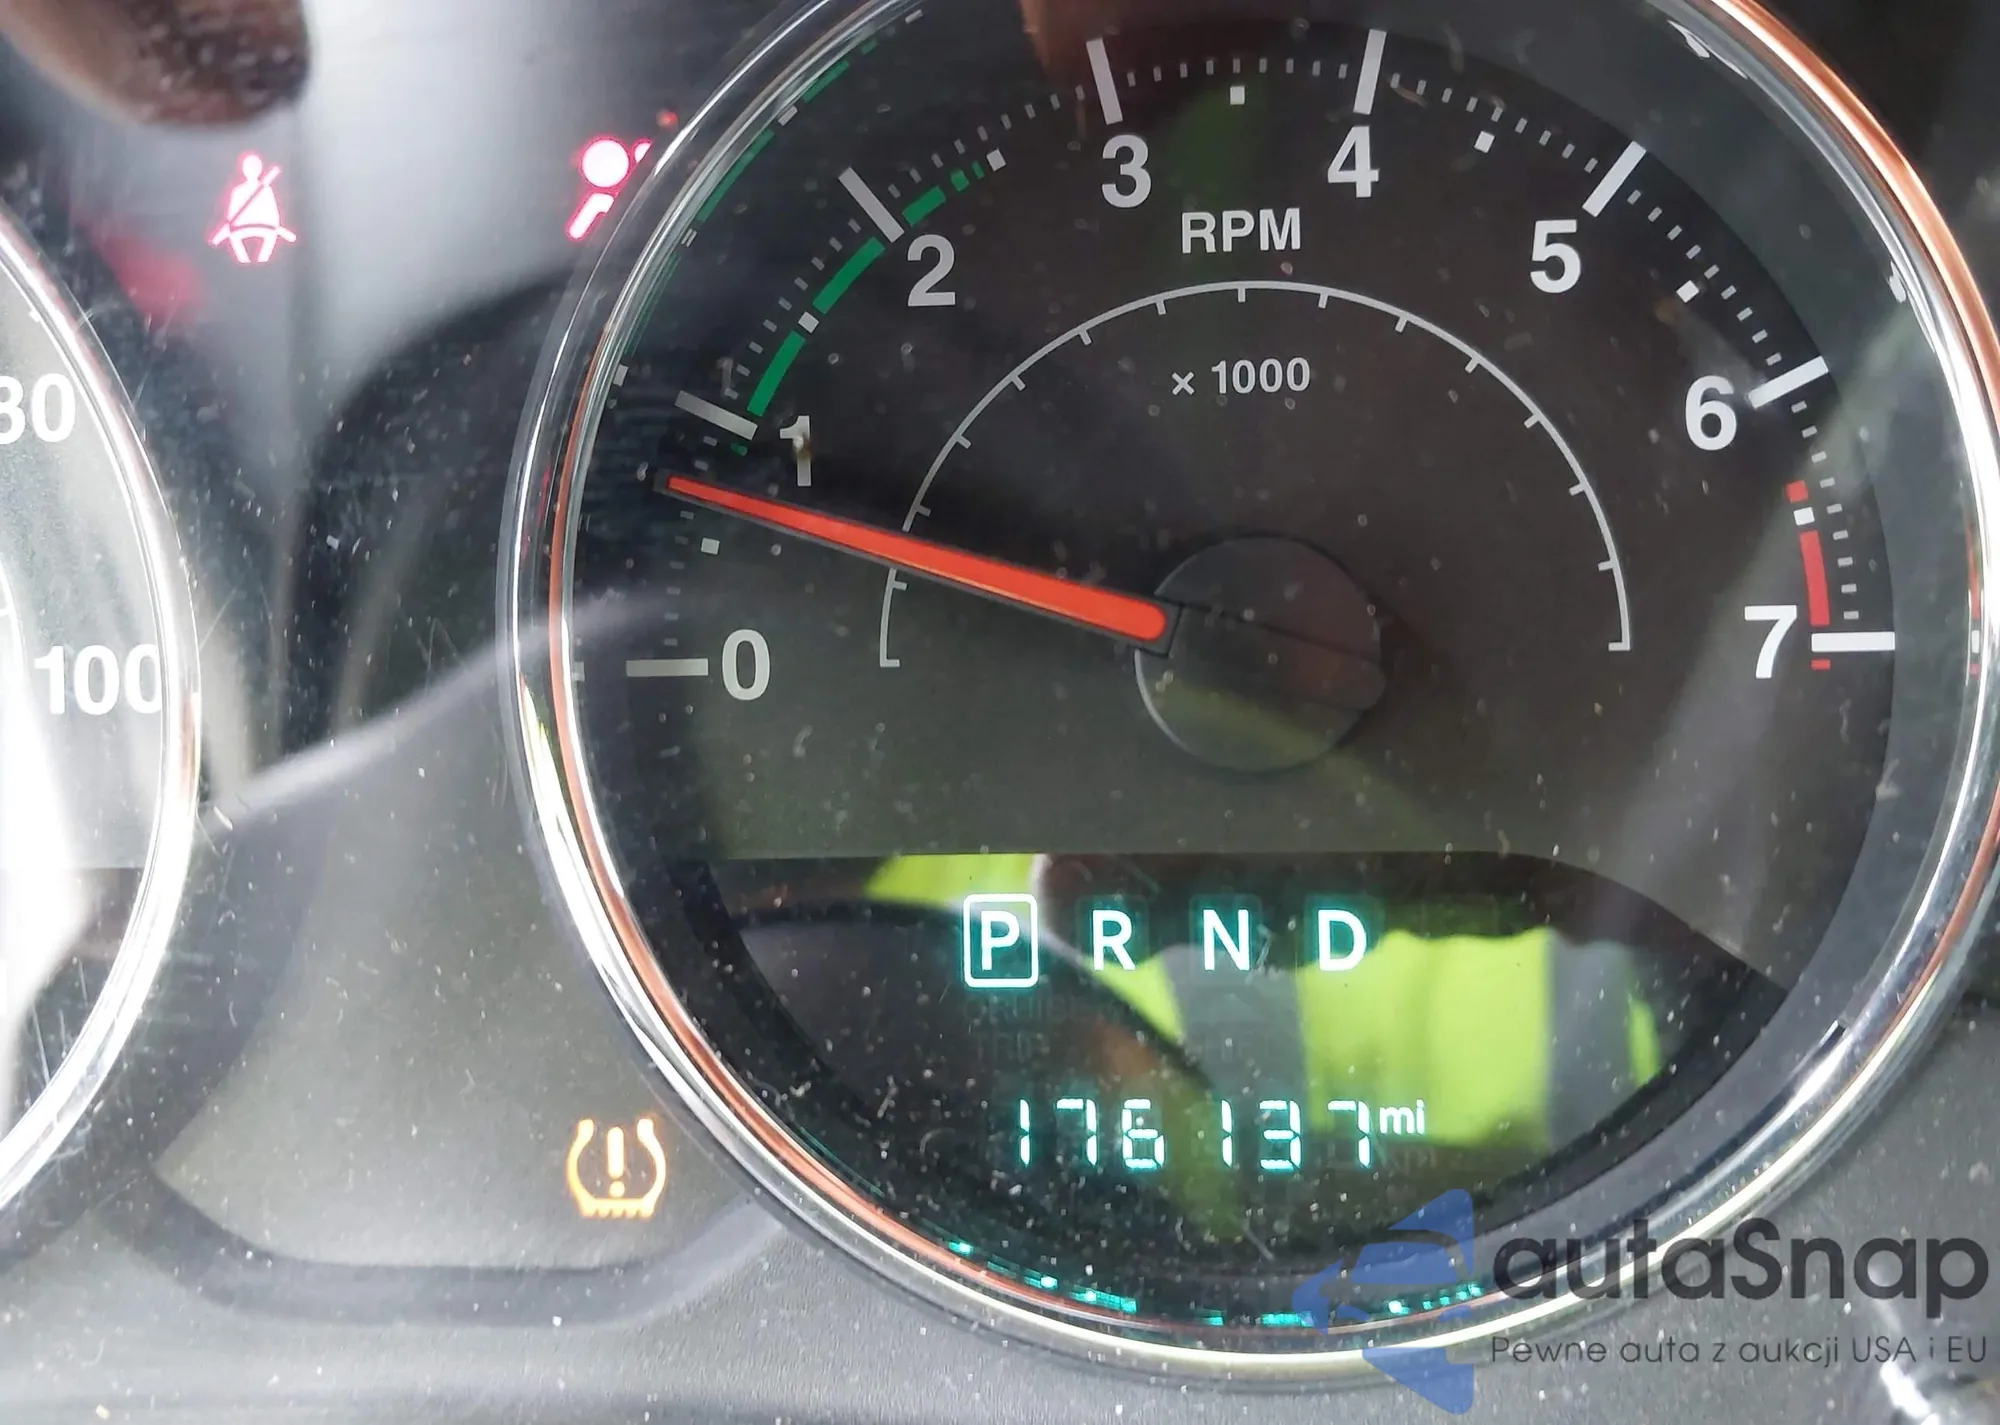 3
4
2
RPM
5
× 1000
80
1
6
0
7
100
P R N D
176137 mi
autaSnap
Pewne auta z aukcji USA i EU